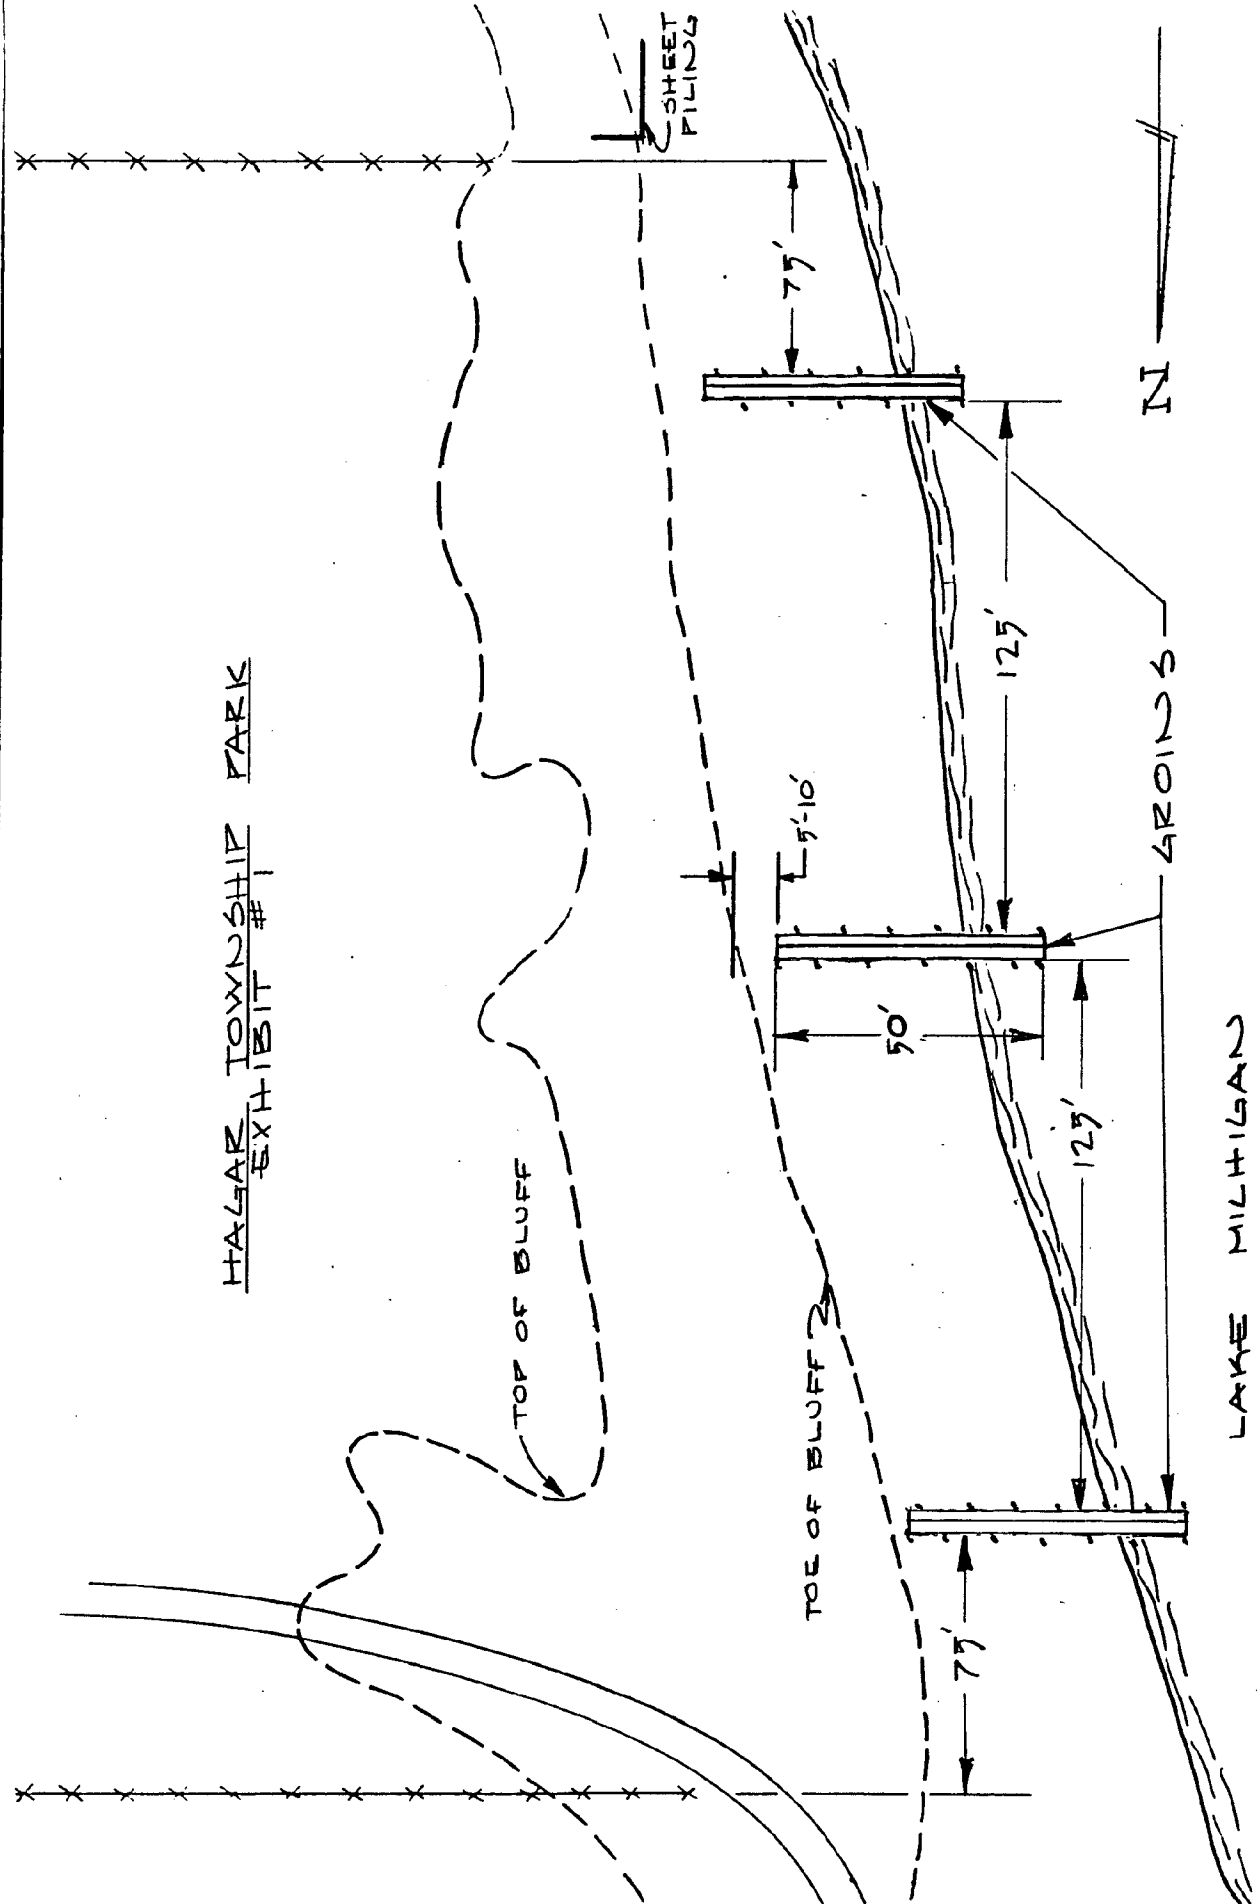 HAGAR TOWNSHIP PARK
EXHIBIT #1
TOP OF BLUFF
TOE OF BLUFF
SHEET
PILING
75'
125'
5'-10'
50'
125'
75'
GROINS
N
LAKE MICHIGAN